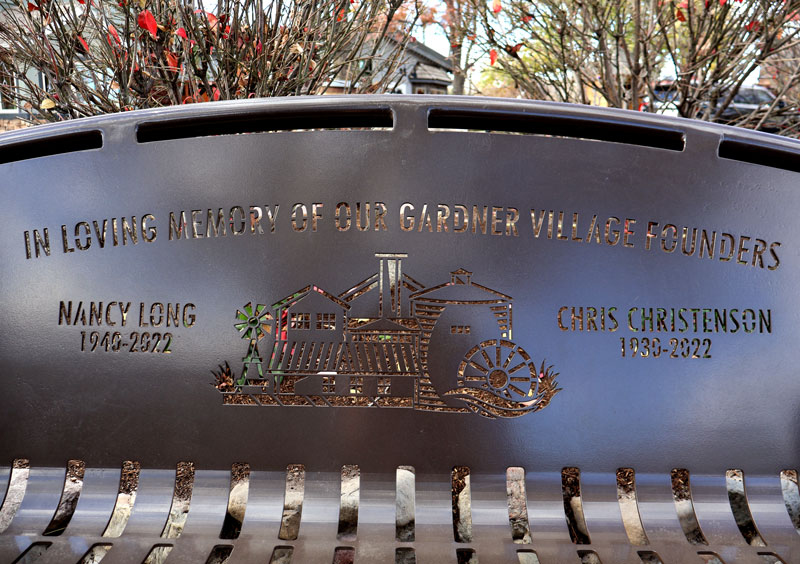 IN LOVING MEMORY OF OUR GARDNER VILLAGE FOUNDERS
NANCY LONG
1940-2022
CHRIS CHRISTENSON
1930-2022